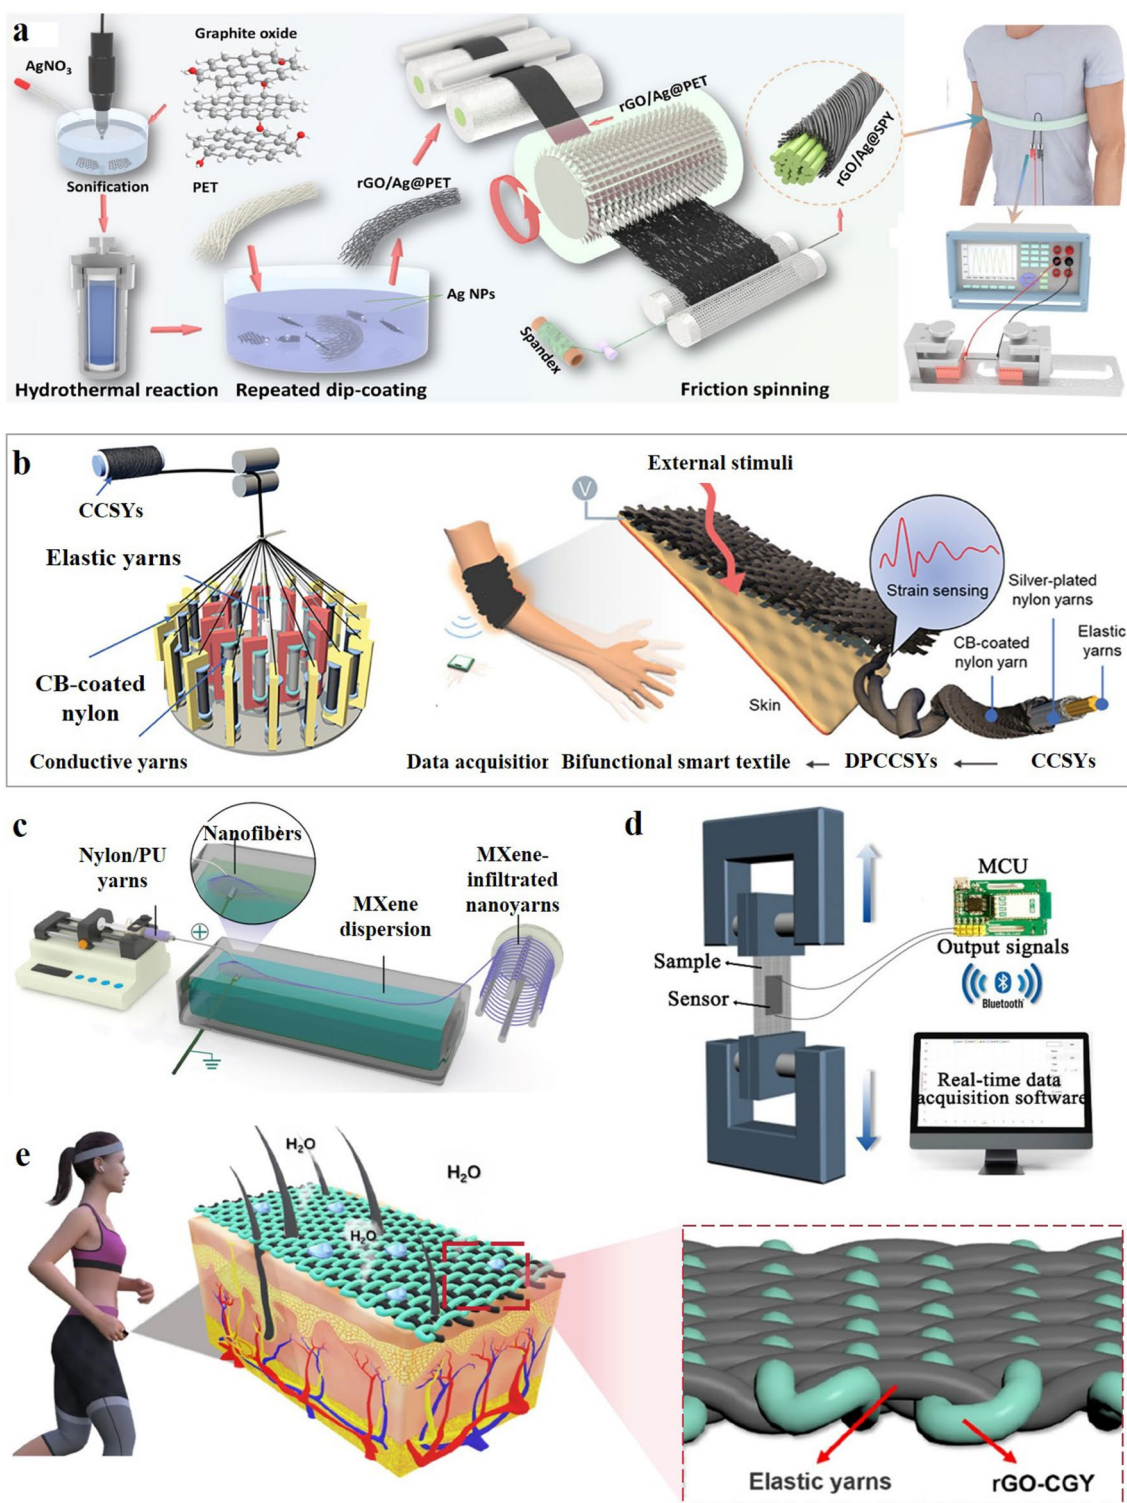 a
AgNO3
Graphite oxide
Sonification
PET
rGO/Ag@PET
rGO/Ag@PET
rGO/Ag@SPY
Ag NPs
Spandex
Hydrothermal reaction
Repeated dip-coating
Friction spinning
b
CCSYs
Elastic yarns
CB-coated
nylon
Conductive yarns
External stimuli
V
Strain sensing
Silver-plated
nylon yarns
CB-coated
nylon yarn
Elastic
yarns
Skin
Data acquisition
Bifunctional smart textile
DPCCSYs
CCSYs
c
Nylon/PU
yarns
Nanofibers
MXene
dispersion
MXene-
infiltrated
nanoyarns
d
MCU
Output signals
Bluetooth
Sample
Sensor
Real-time data
acquisition software
e
H2O
H2O
H2O
Elastic yarns
rGO-CGY